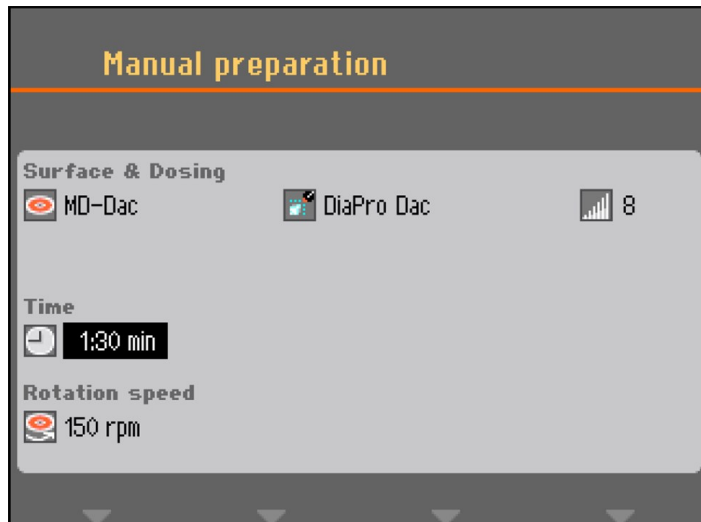 Manual preparation
Surface & Dosing
MD-Dac DiaPro Dac 8
Time
1:30 min
Rotation speed
150 rpm